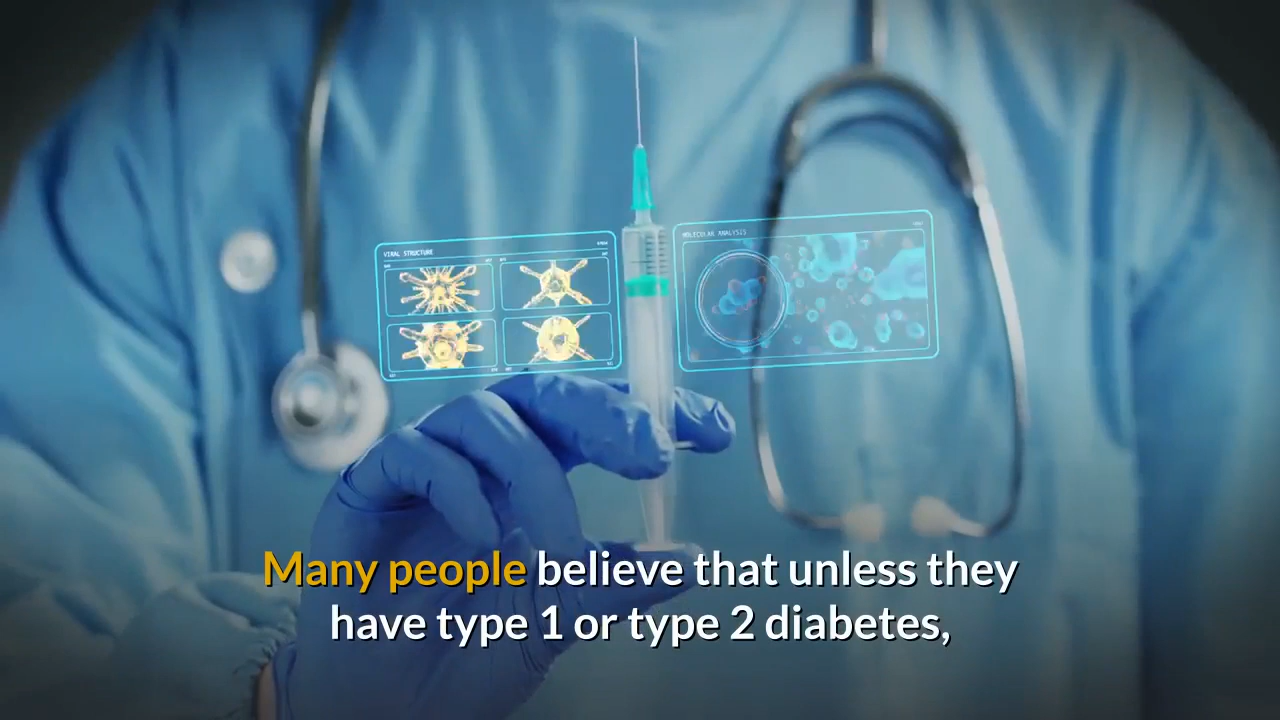 VIRAL STRUCTURE
MOLECULAR ANALYSIS
Many people believe that unless they
have type 1 or type 2 diabetes,